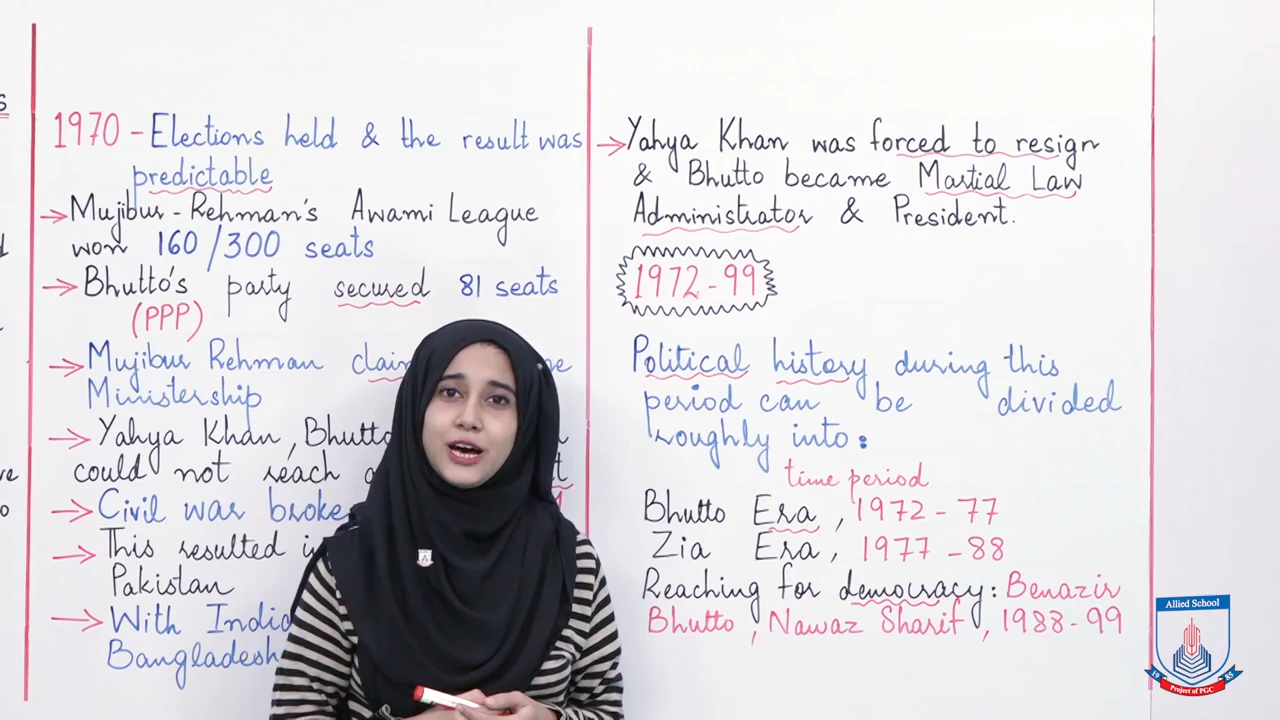 1970 - Elections held & the result was
predictable
→ Mujibur-Rehman's Awami League
won 160/300 seats
→ Bhutto's party secured 81 seats
(PPP)
→ Mujibur Rehman
Ministership
→ Yahya Khan, Bhutto
could not reach
→ Civil war broke
→ This resulted
Pakistan
→ With India
Bangladesh
→ Yahya Khan was forced to resign
& Bhutto became Martial Law
Administrator & President.
1972-99
Political history during this
period can be divided
roughly into:
time period
Bhutto Era, 1972-77
Zia Era, 1977-88
Reaching for democracy: Benazir
Bhutto, Nawaz Sharif, 1988-99
Allied School
19 85
Project of PGC